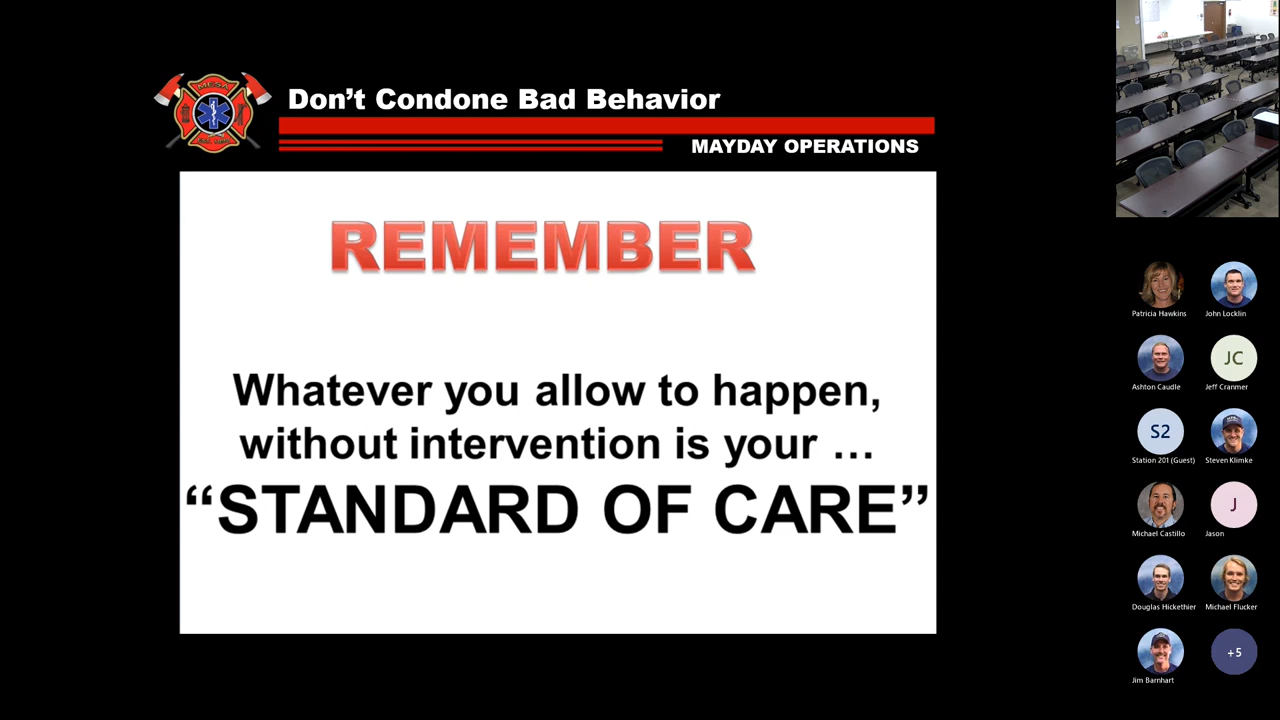 Don't Condone Bad Behavior
MAYDAY OPERATIONS
REMEMBER
Whatever you allow to happen,
without intervention is your …
“STANDARD OF CARE”
MESA
Patricia Hawkins
John Locklin
Ashton Caudle
JC
Jeff Cranmer
S2
Station 201 (Guest)
Steven Klimke
Michael Castillo
J
Jason
Douglas Hickethier
Michael Flucker
Jim Barnhart
+5